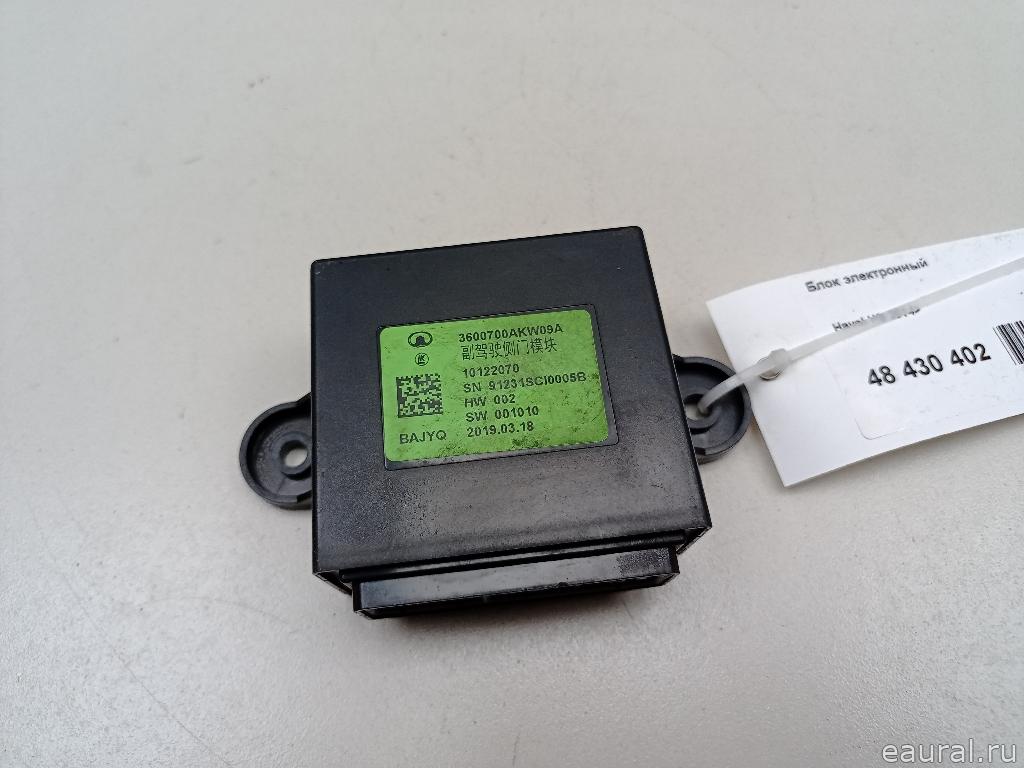 3600700AKW09A
副驾驶侧门模块
10122070
SN 91231SCI0005B
HW 002
SW 001010
BAJYQ 2019.03.18
Блок электронный
Haval
48 430 402
eaural.ru